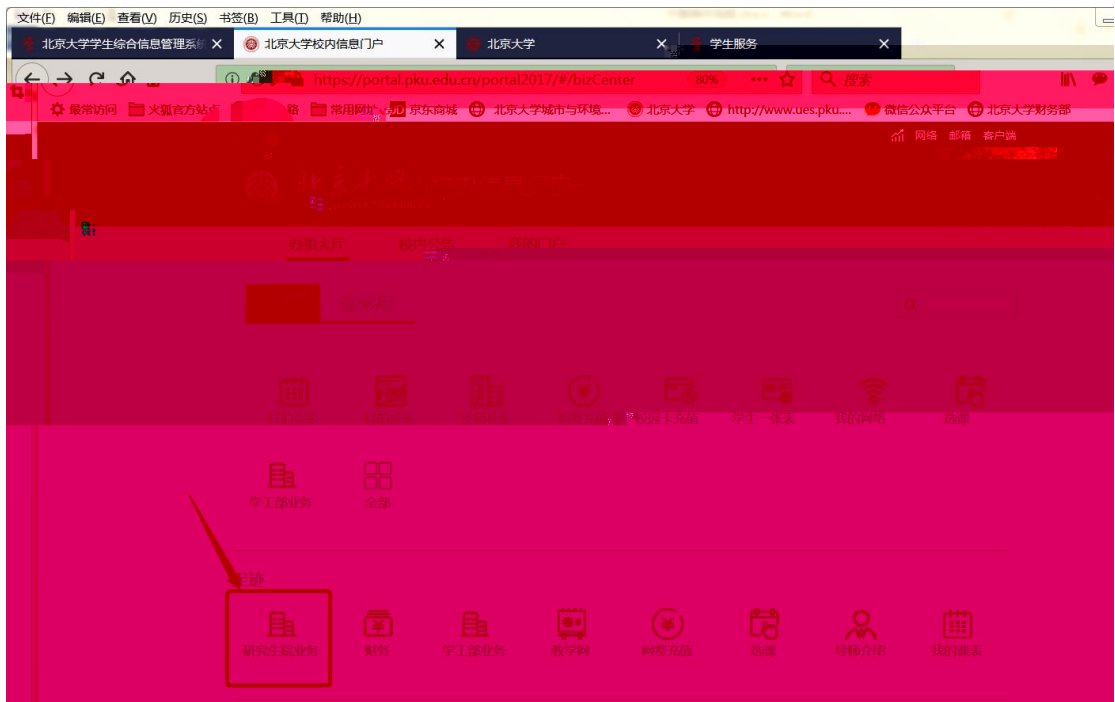 文件(F) 编辑(E) 查看(V) 历史(S) 书签(B) 工具(T) 帮助(H)
北京大学学生综合信息管理系统 北京大学校内信息门户 北京大学 学生服务
https://portal.pku.edu.cn/portal2017/#/bizCenter 80% 搜索
最常访问 火狐官方站点 常用网址 京东商城 北京大学城市与环境... 北京大学 http://www.ues.pku.... 微信公众平台 北京大学财务部
网络 邮箱 客户端
办事大厅 校内公告 我的门户
校园卡充值 学生一张表 我的网络 选课
学工部业务 全部
足迹
研究生院业务 财务 学工部业务 教学网 网费充值 选课 导师介绍 我的课表